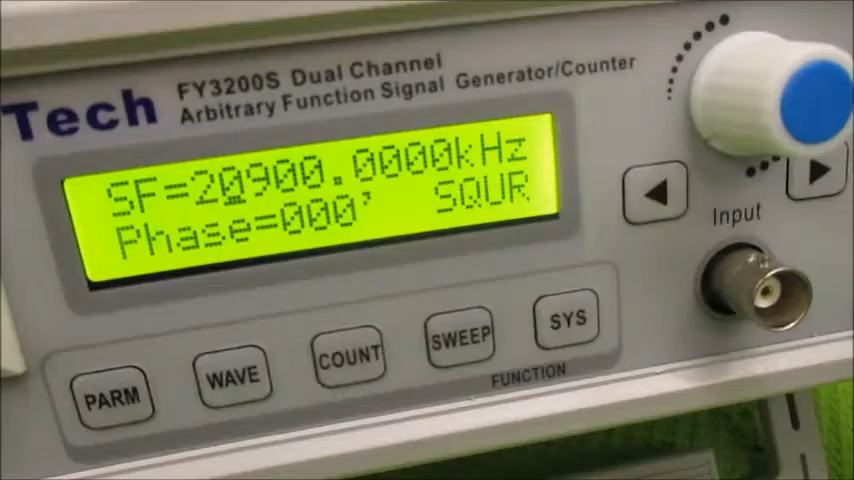 Tech
FY3200S Dual Channel
Arbitrary Function Signal Generator/Counter
SF=20900.0000kHz
Phase=000' SQUR
Input
PARM
WAVE
COUNT
SWEEP
SYS
FUNCTION